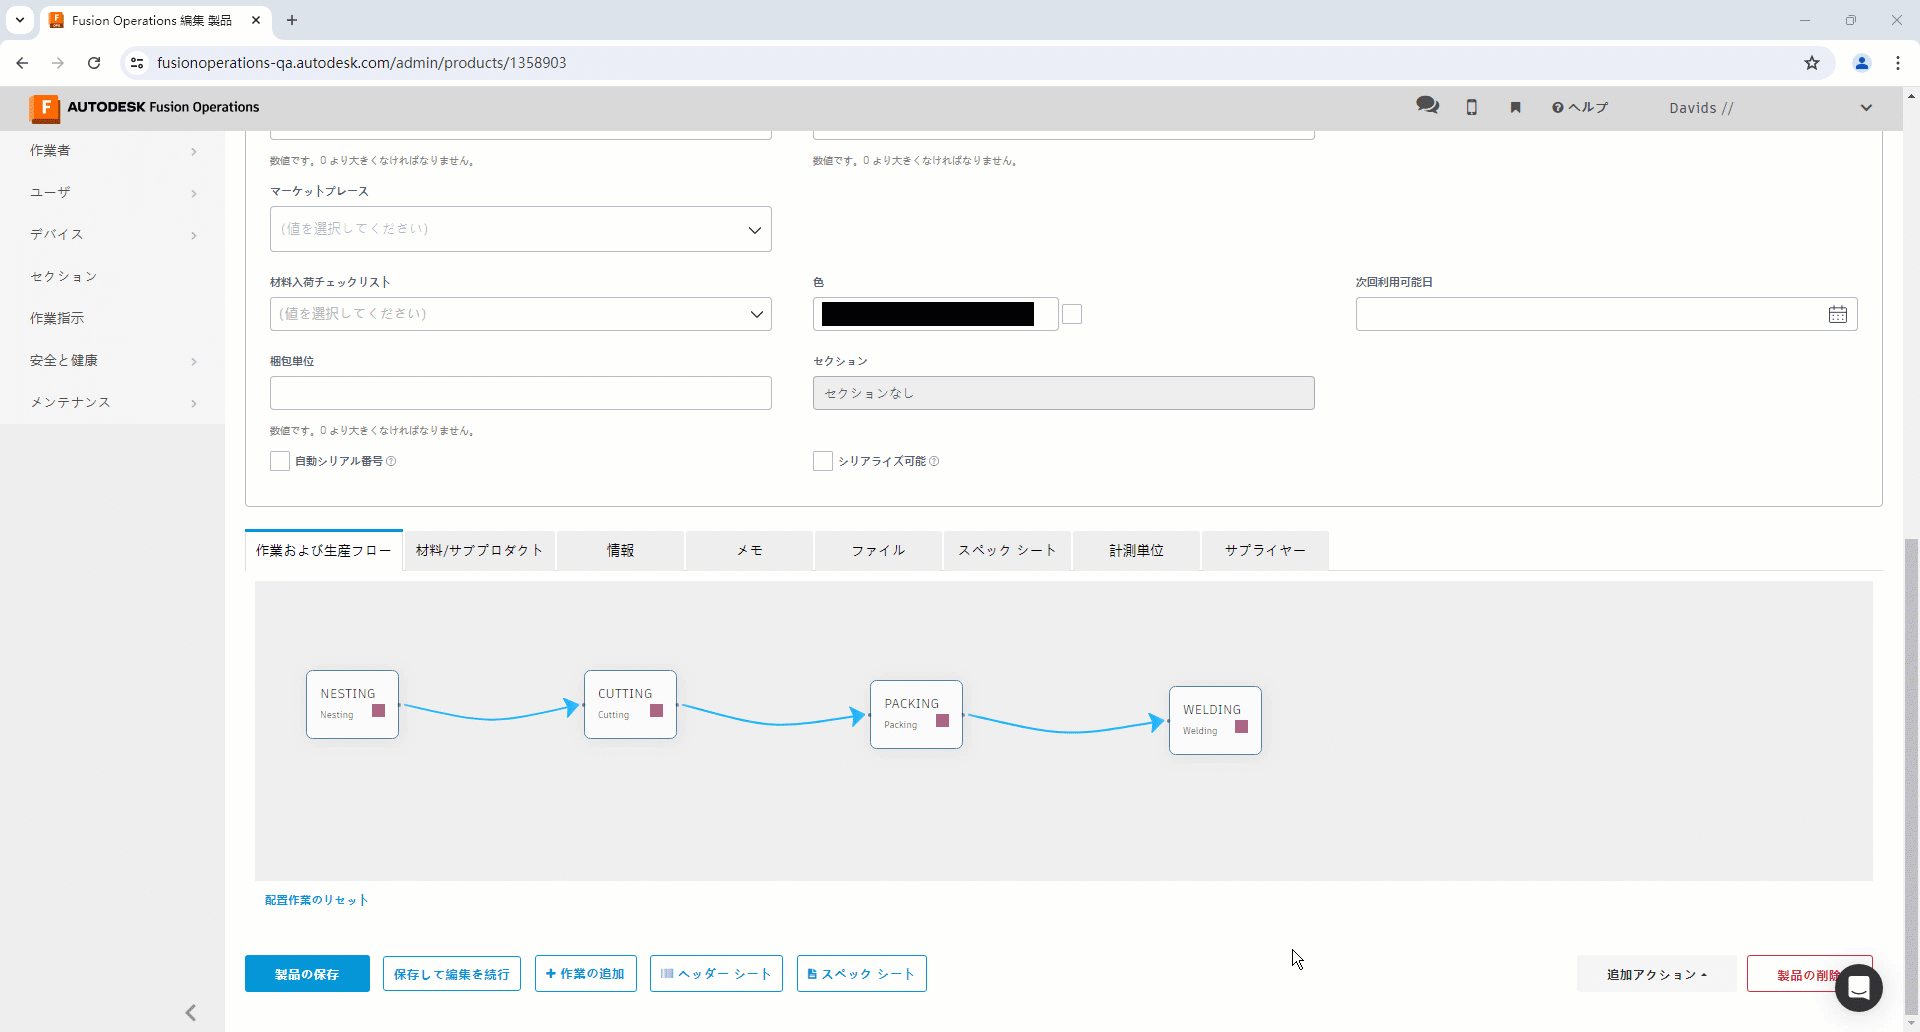 Fusion Operations 編集 製品
fusionoperations-qa.autodesk.com/admin/products/1358903
F AUTODESK Fusion Operations
ヘルプ
Davids //
作業者
ユーザ
デバイス
セクション
作業指示
安全と健康
メンテナンス
数値です。0 より大きくなければなりません。
数値です。0 より大きくなければなりません。
マーケットプレース
(値を選択してください)
材料入荷チェックリスト
色
次回利用可能日
(値を選択してください)
梱包単位
セクション
セクションなし
数値です。0 より大きくなければなりません。
自動シリアル番号
シリアライズ可能
作業および生産フロー
材料/サブプロダクト
情報
メモ
ファイル
スペック シート
計測単位
サプライヤー
NESTING
Nesting
CUTTING
Cutting
PACKING
Packing
WELDING
Welding
配置作業のリセット
製品の保存
保存して編集を続行
+ 作業の追加
ヘッダー シート
スペック シート
追加アクション
製品の削除